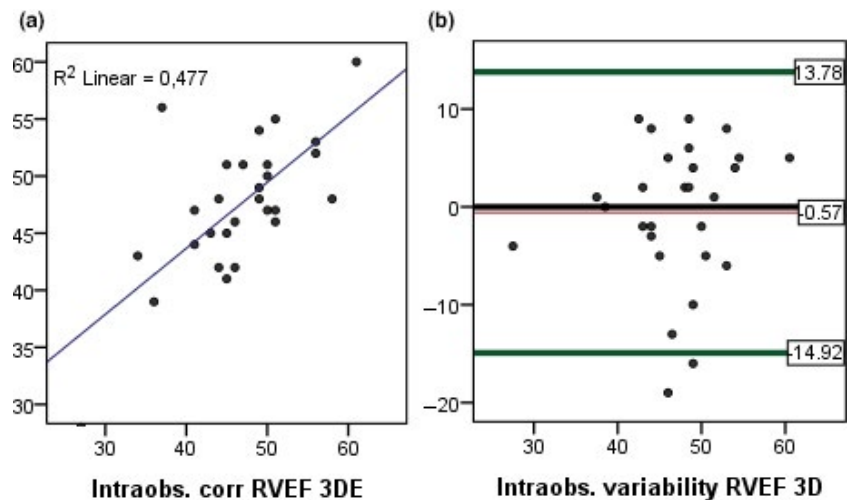 (a)
60
R² Linear = 0,477
55
50
45
40
35
30
30 40 50 60
Intraobs. corr RVEF 3DE
(b)
13.78
10
0
-0.57
–10
-14.92
–20
30 40 50 60
Intraobs. variability RVEF 3D